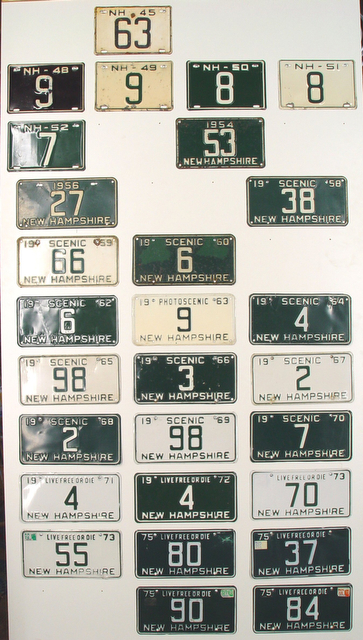 NH-45
63
NH-48
9
NH-49
9
NH-50
8
NH-51
8
NH-52
7
1954
53
NEW HAMPSHIRE
1956
27
NEW HAMPSHIRE
19 SCENIC 58
38
NEW HAMPSHIRE
19 SCENIC 59
66
NEW HAMPSHIRE
19 SCENIC 60
6
NEW HAMPSHIRE
19 SCENIC 62
6
NEW HAMPSHIRE
19 PHOTOSCENIC 63
9
NEW HAMPSHIRE
19 SCENIC 64
4
NEW HAMPSHIRE
19 SCENIC 65
98
NEW HAMPSHIRE
19 SCENIC 66
3
NEW HAMPSHIRE
19 SCENIC 67
2
NEW HAMPSHIRE
19 SCENIC 68
2
NEW HAMPSHIRE
19 SCENIC 69
98
NEW HAMPSHIRE
19 SCENIC 70
7
NEW HAMPSHIRE
19 LIVE FREE OR DIE 71
4
NEW HAMPSHIRE
19 LIVE FREE OR DIE 72
4
NEW HAMPSHIRE
19 LIVE FREE OR DIE 73
70
NEW HAMPSHIRE
LIVE FREE OR DIE 73
55
NEW HAMPSHIRE
75 LIVE FREE OR DIE
80
NEW HAMPSHIRE
75 LIVE FREE OR DIE
37
NEW HAMPSHIRE
75 LIVE FREE OR DIE
90
NEW HAMPSHIRE
75 LIVE FREE OR DIE
84
NEW HAMPSHIRE